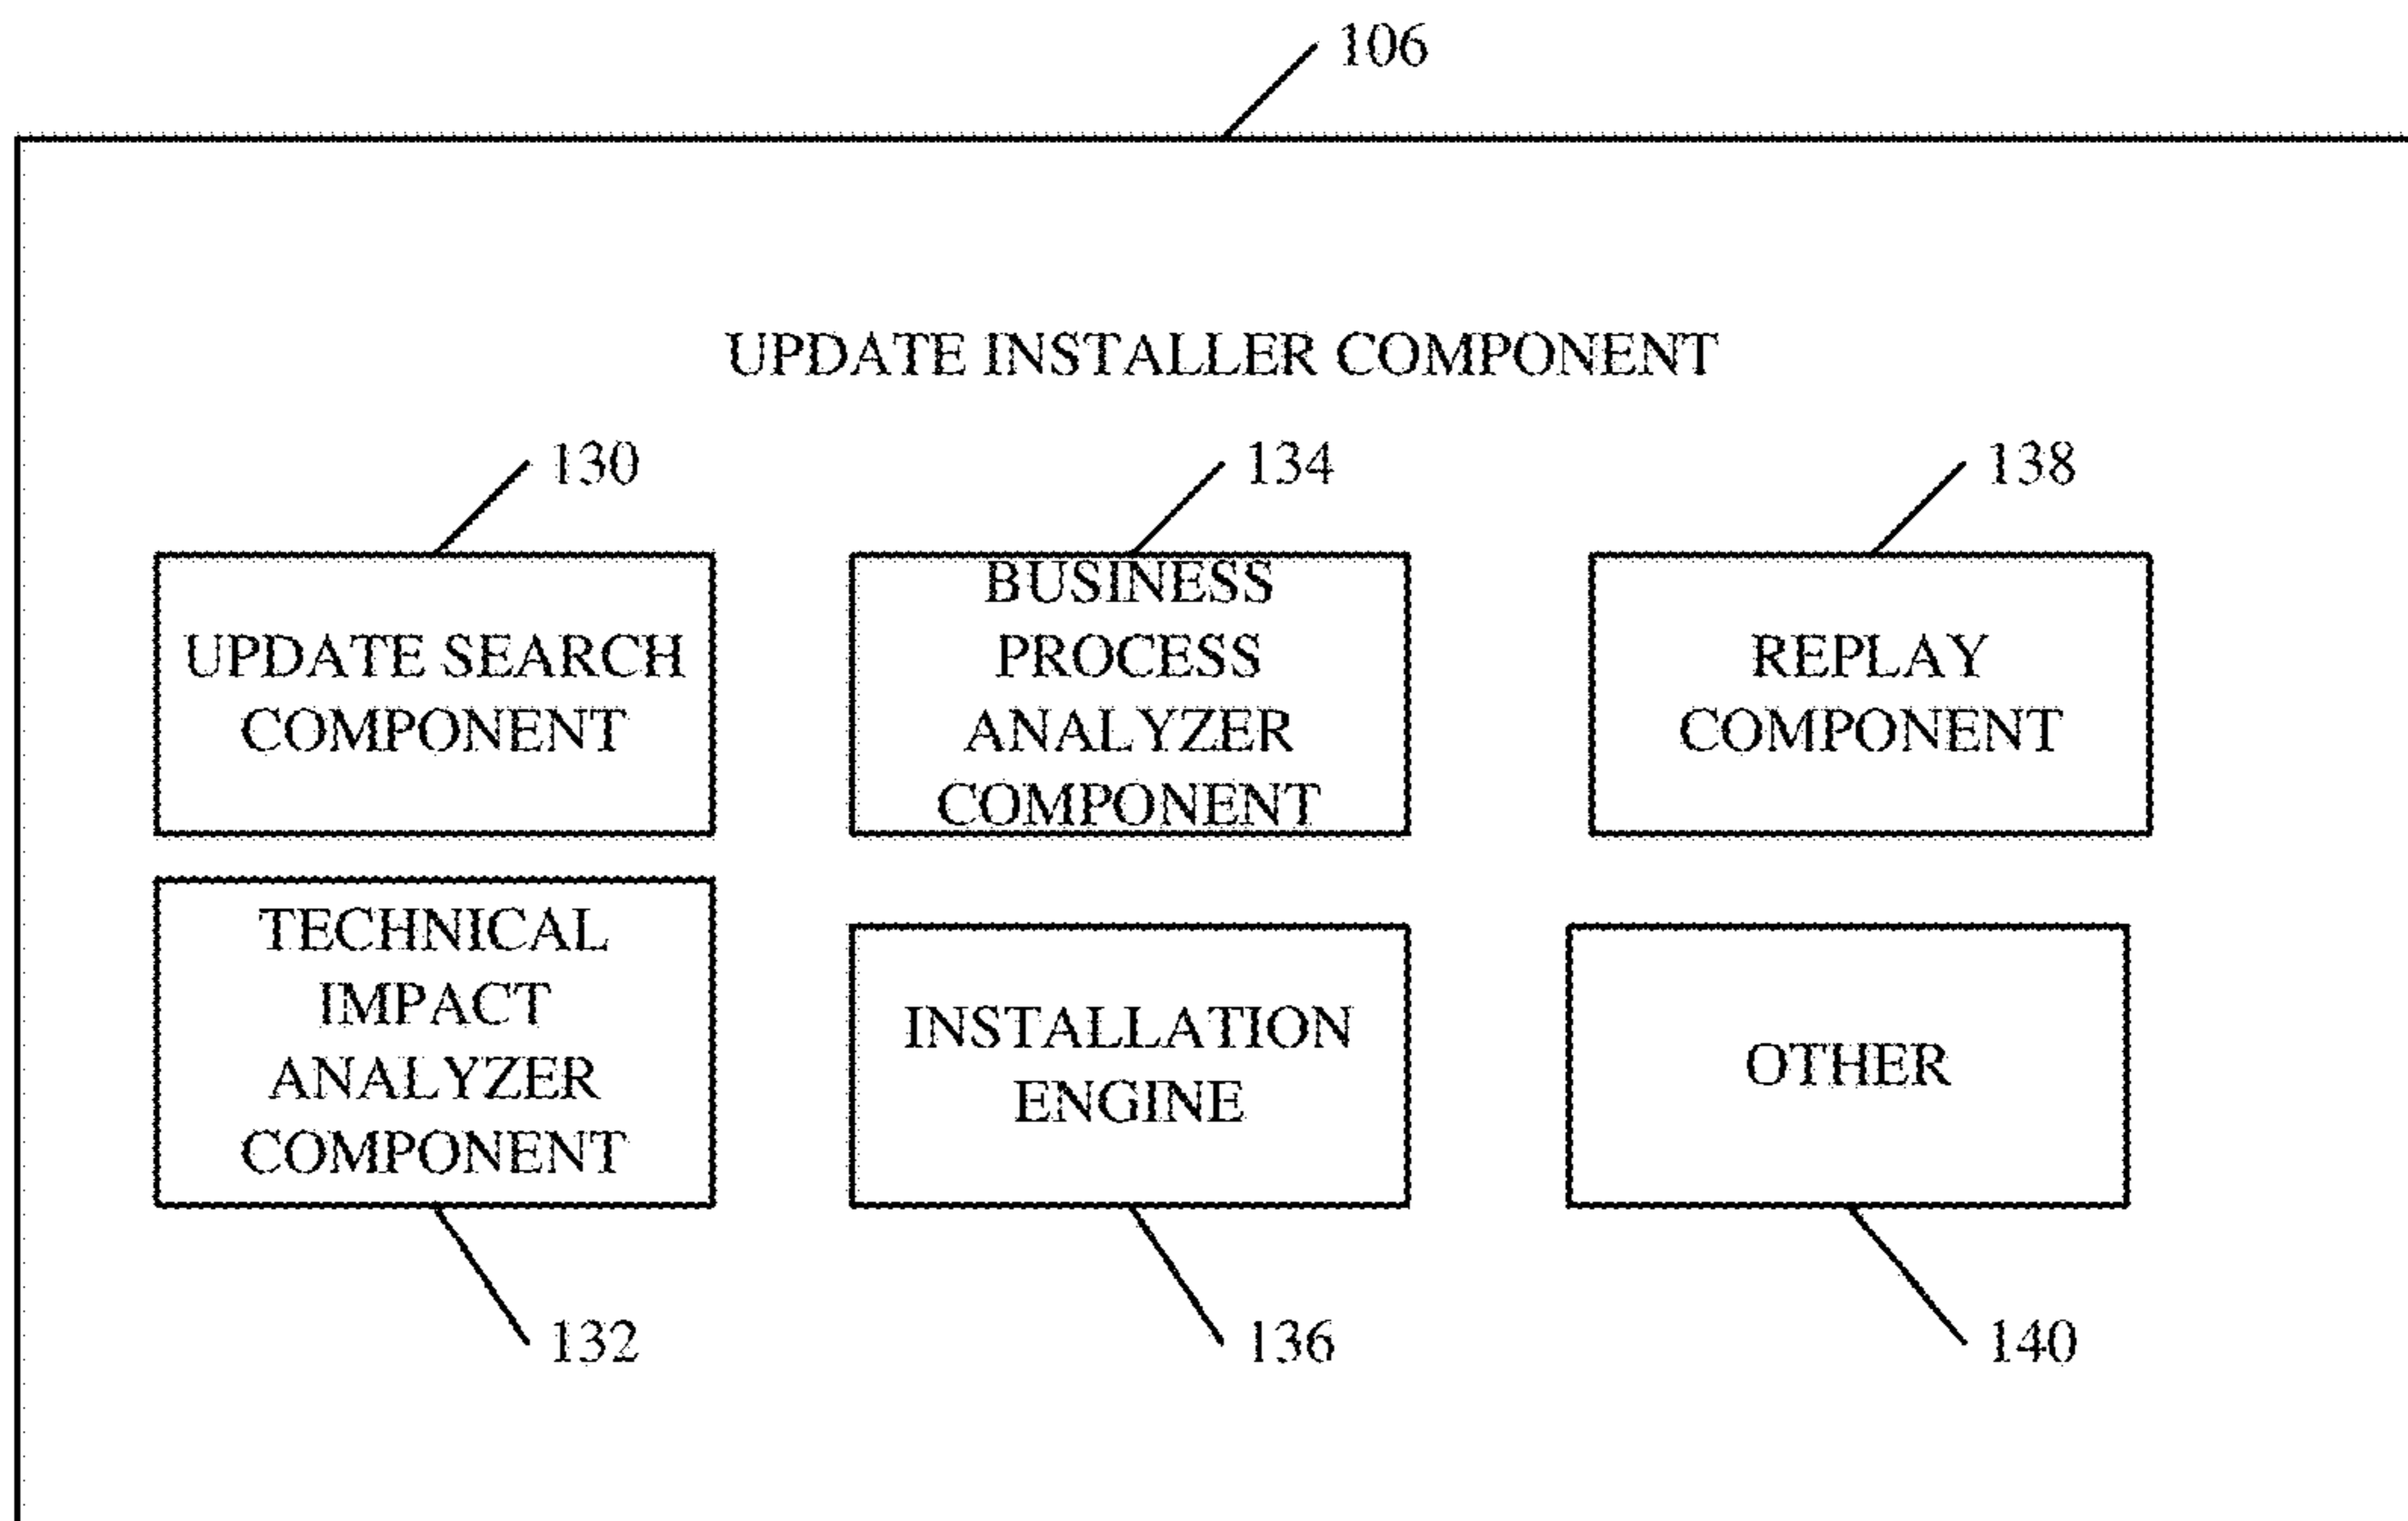 106
UPDATE INSTALLER COMPONENT
130
134
138
UPDATE SEARCH
COMPONENT
BUSINESS
PROCESS
ANALYZER
COMPONENT
REPLAY
COMPONENT
TECHNICAL
IMPACT
ANALYZER
COMPONENT
INSTALLATION
ENGINE
OTHER
132
136
140